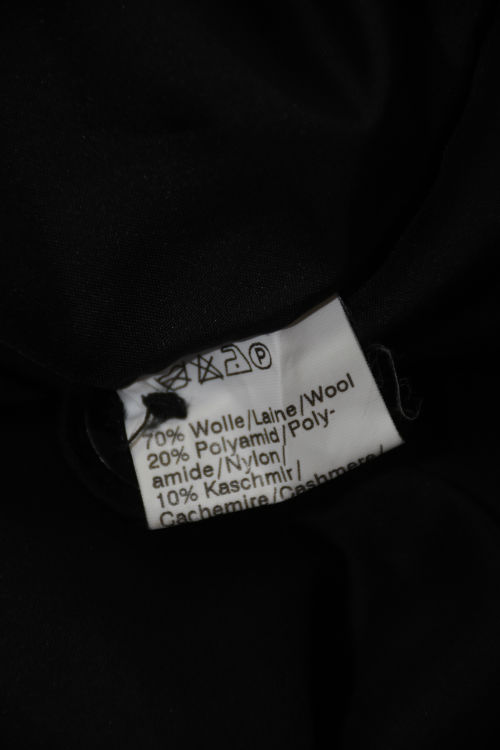 P
70% Wolle/Laine/Wool
20% Polyamid/Poly-
amide/Nylon/
10% Kaschmir/
Cachemire/Cashmere/